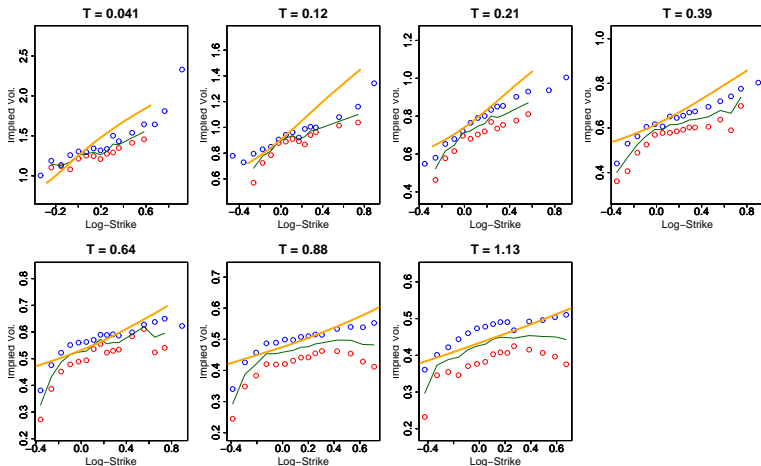 T = 0.041
T = 0.12
T = 0.21
T = 0.39
Implied Vol.
1.0 1.5 2.0 2.5
−0.2 0.2 0.6
Log−Strike
Implied Vol.
0.8 1.0 1.2 1.4 1.6
−0.4 0.0 0.4 0.8
Log−Strike
Implied Vol.
0.4 0.6 0.8 1.0 1.2
−0.4 0.0 0.4 0.8
Log−Strike
Implied Vol.
0.4 0.6 0.8 1.0
−0.4 0.0 0.4 0.8
Log−Strike
T = 0.64
T = 0.88
T = 1.13
Implied Vol.
0.2 0.3 0.4 0.5 0.6 0.7 0.8
−0.4 0.0 0.4 0.8
Log−Strike
Implied Vol.
0.2 0.3 0.4 0.5 0.6 0.7
−0.4 0.0 0.2 0.4 0.6
Log−Strike
Implied Vol.
0.2 0.3 0.4 0.5 0.6
−0.4 0.0 0.2 0.4 0.6
Log−Strike